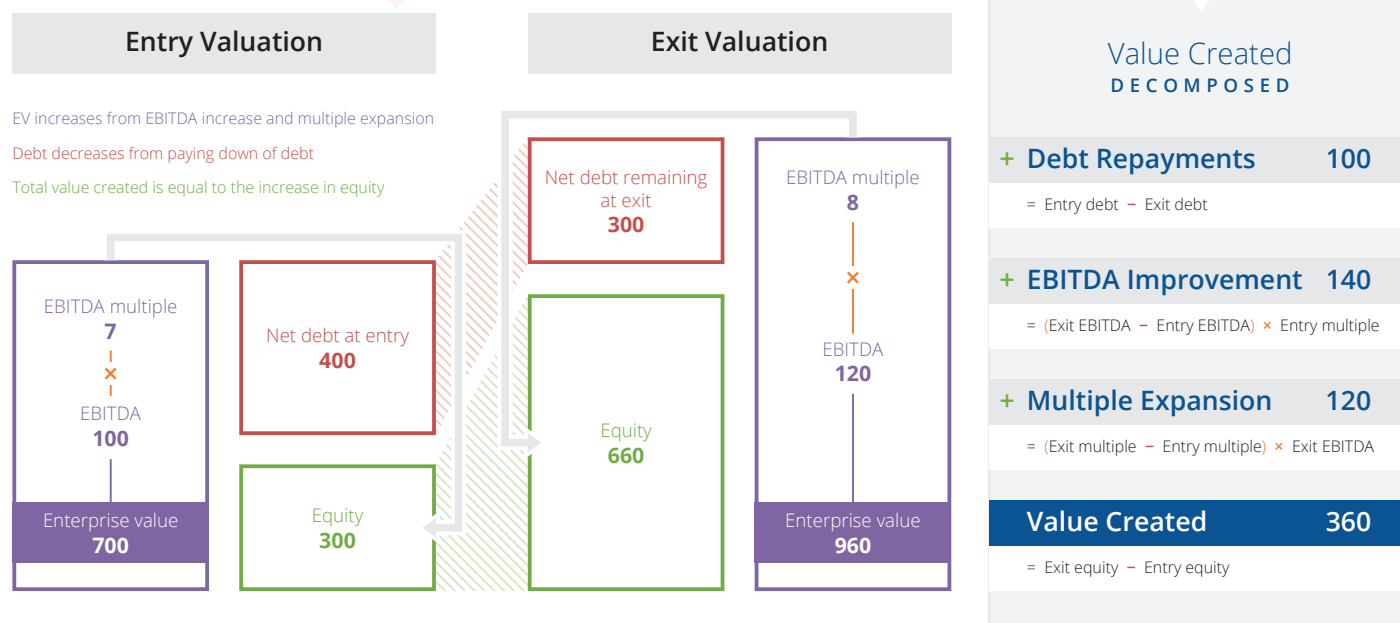 Entry Valuation
EV increases from EBITDA increase and multiple expansion
Debt decreases from paying down of debt
Total value created is equal to the increase in equity
EBITDA multiple
7
×
EBITDA
100
Enterprise value
700
Net debt at entry
400
Equity
300
Exit Valuation
Net debt remaining
at exit
300
Equity
660
EBITDA multiple
8
×
EBITDA
120
Enterprise value
960
Value Created
DECOMPOSED
+ Debt Repayments 100
= Entry debt − Exit debt
+ EBITDA Improvement 140
= (Exit EBITDA − Entry EBITDA) × Entry multiple
+ Multiple Expansion 120
= (Exit multiple − Entry multiple) × Exit EBITDA
Value Created 360
= Exit equity − Entry equity